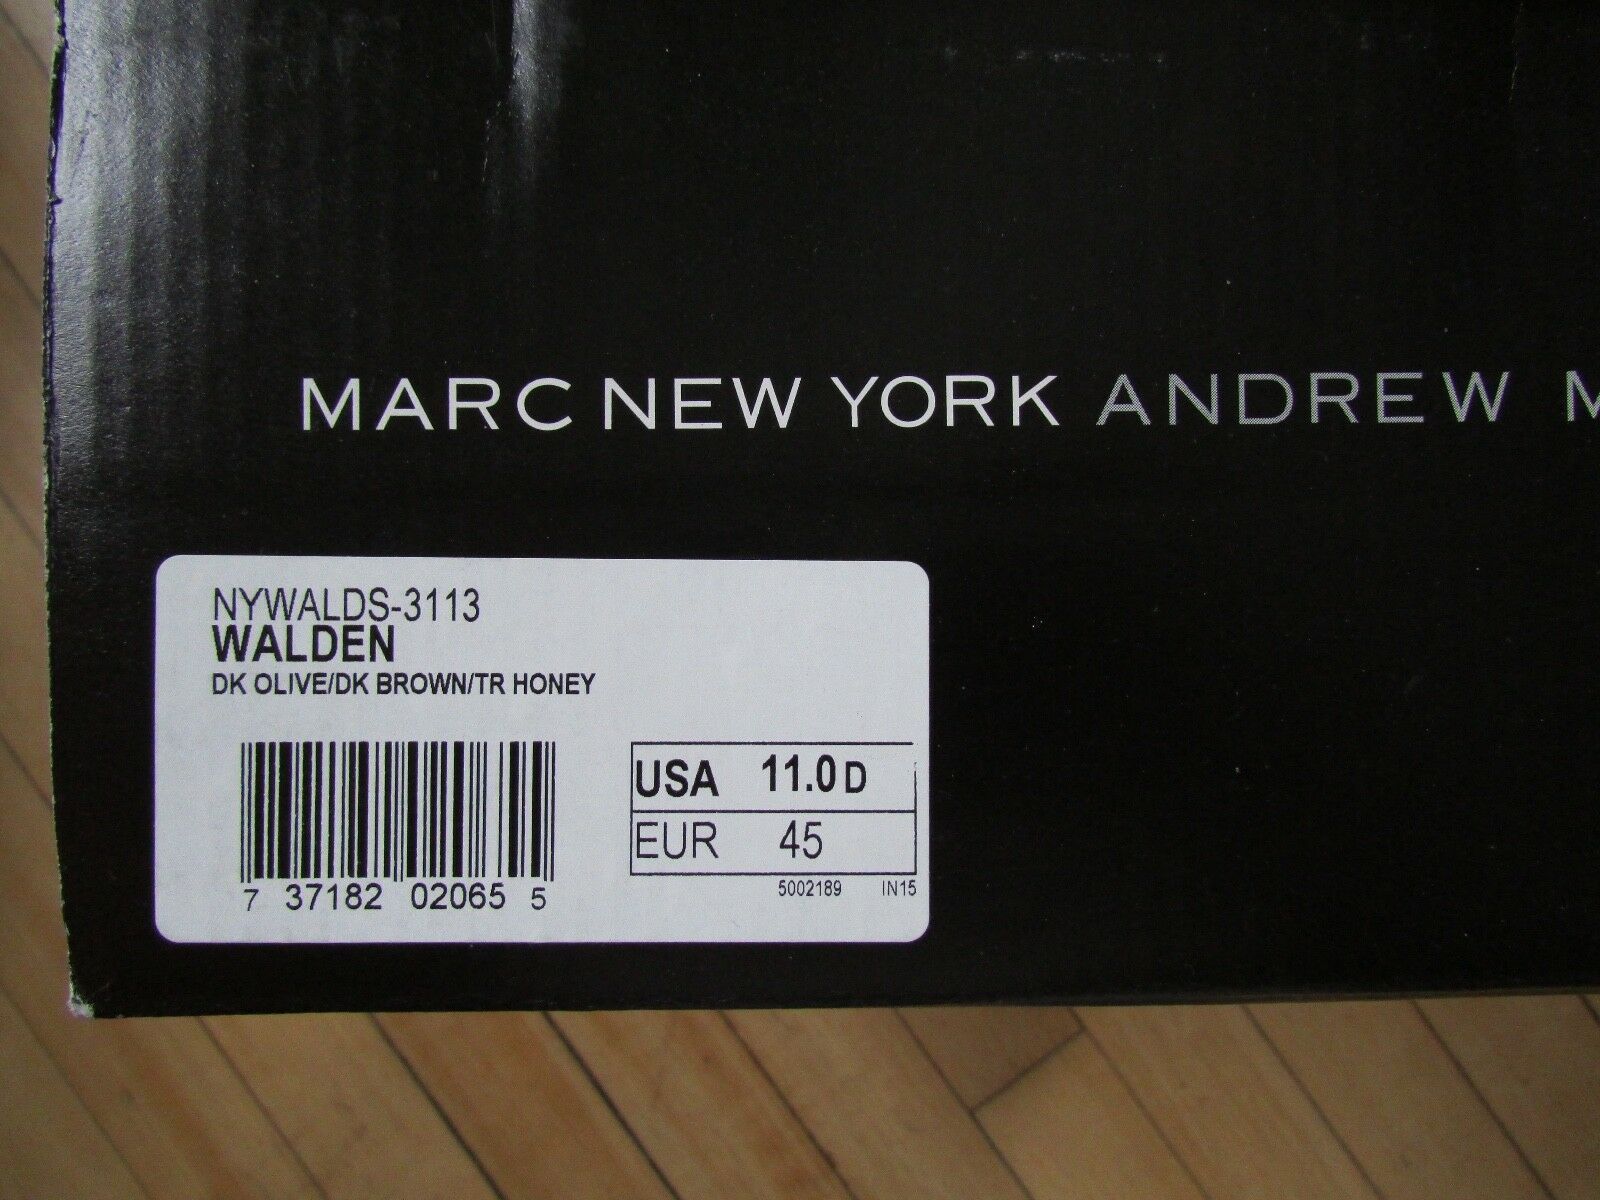 MARC NEW YORK ANDREW M
NYWALDS-3113
WALDEN
DK OLIVE/DK BROWN/TR HONEY
USA 11.0 D
EUR 45
7 37182 02065 5
5002189 IN15